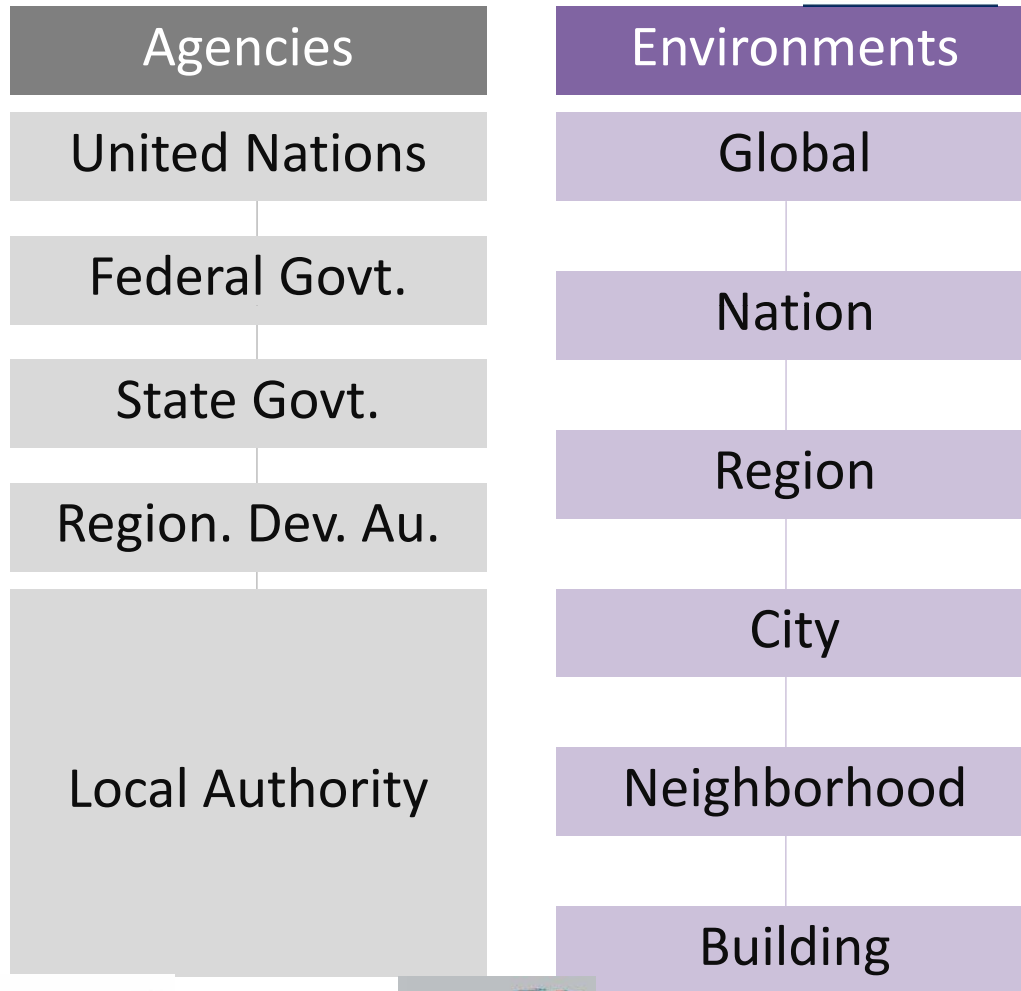 Agencies
United Nations
Federal Govt.
State Govt.
Region. Dev. Au.
Local Authority
Environments
Global
Nation
Region
City
Neighborhood
Building